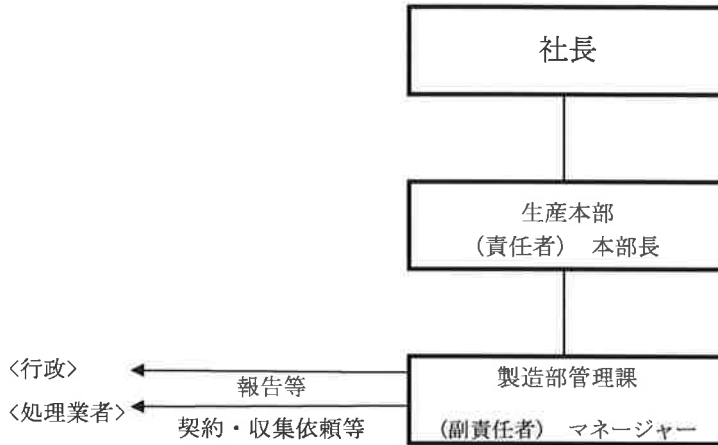 社長
生産本部
(責任者) 本部長
<行政>
報告等
製造部管理課
<処理業者>
契約・収集依頼等
(副責任者) マネージャー